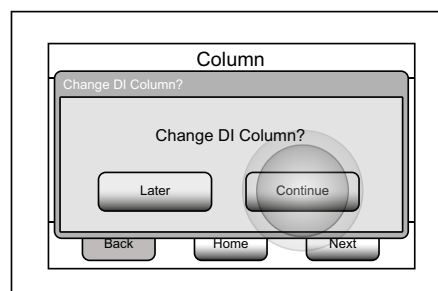 Column
Change DI Column?
Change DI Column?
Later Continue
Back Home Next